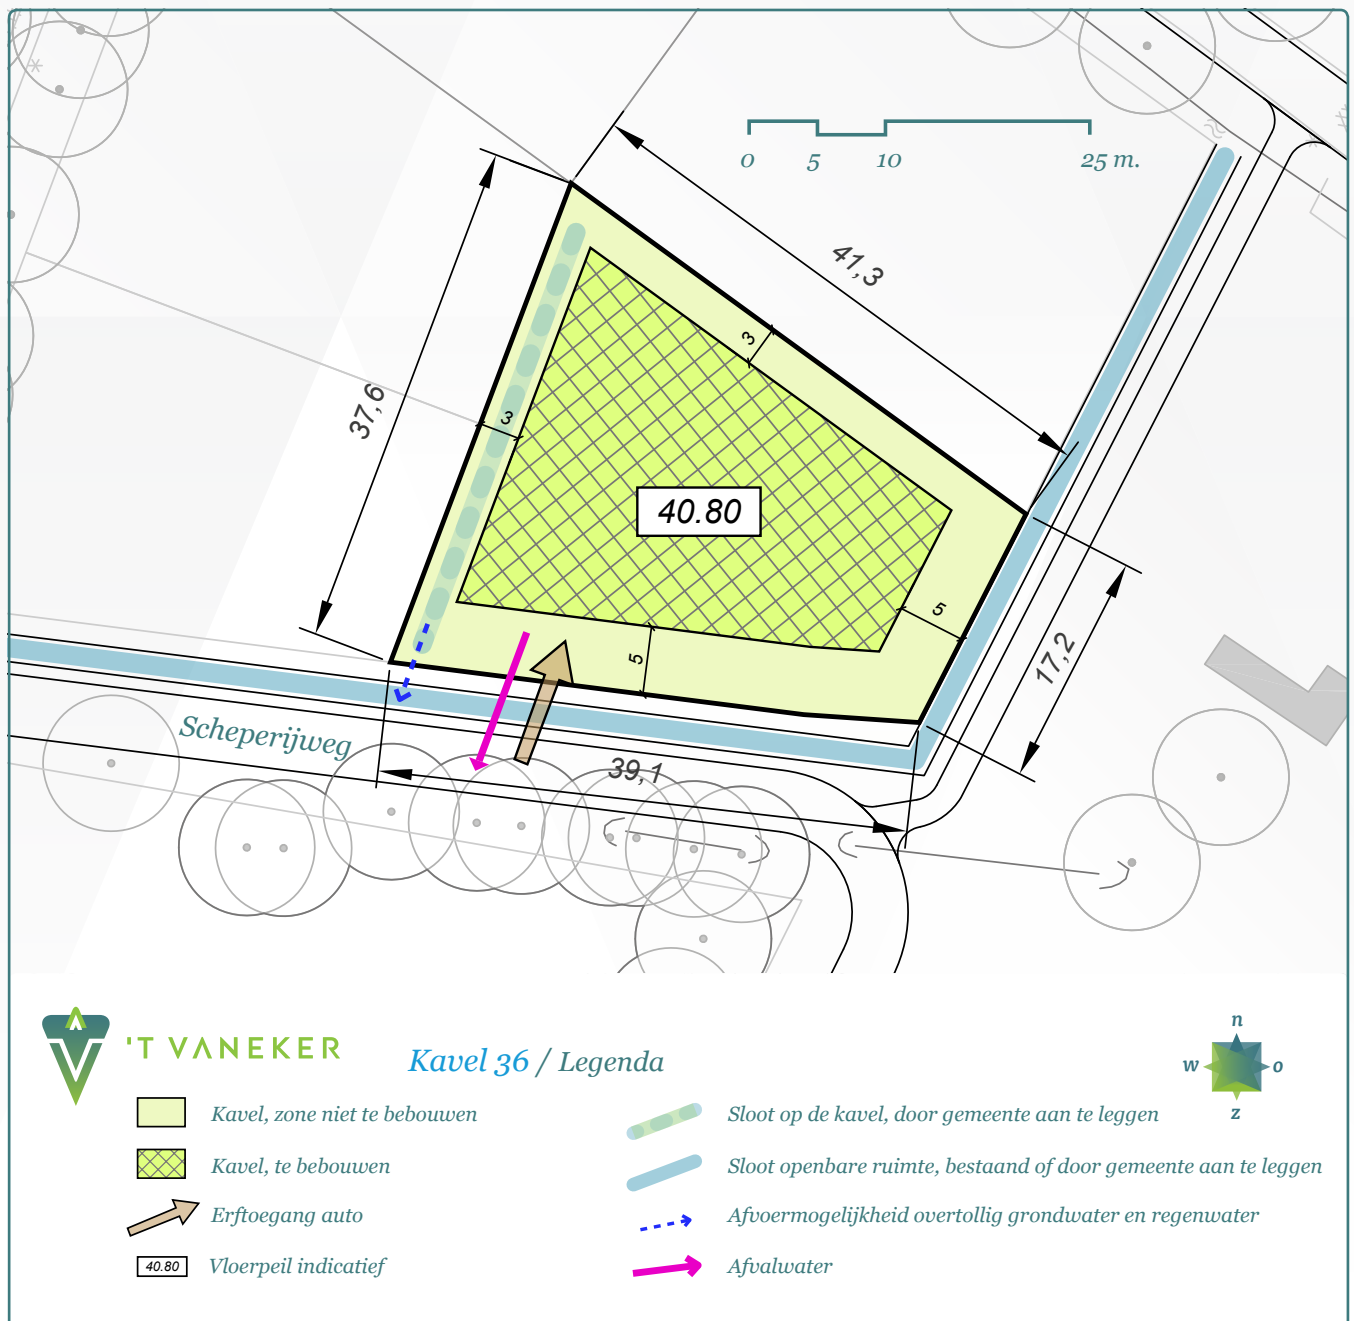 0 5 10 25 m.
41,3
37,6
3
3
40.80
5
5
17,2
Scheperijweg
39,1
'T VANEKER
Kavel 36 / Legenda
n
w o
z
Kavel, zone niet te bebouwen
Kavel, te bebouwen
Erftoegang auto
40.80 Vloerpeil indicatief
Sloot op de kavel, door gemeente aan te leggen
Sloot openbare ruimte, bestaand of door gemeente aan te leggen
Afvoermogelijkheid overtollig grondwater en regenwater
Afvalwater